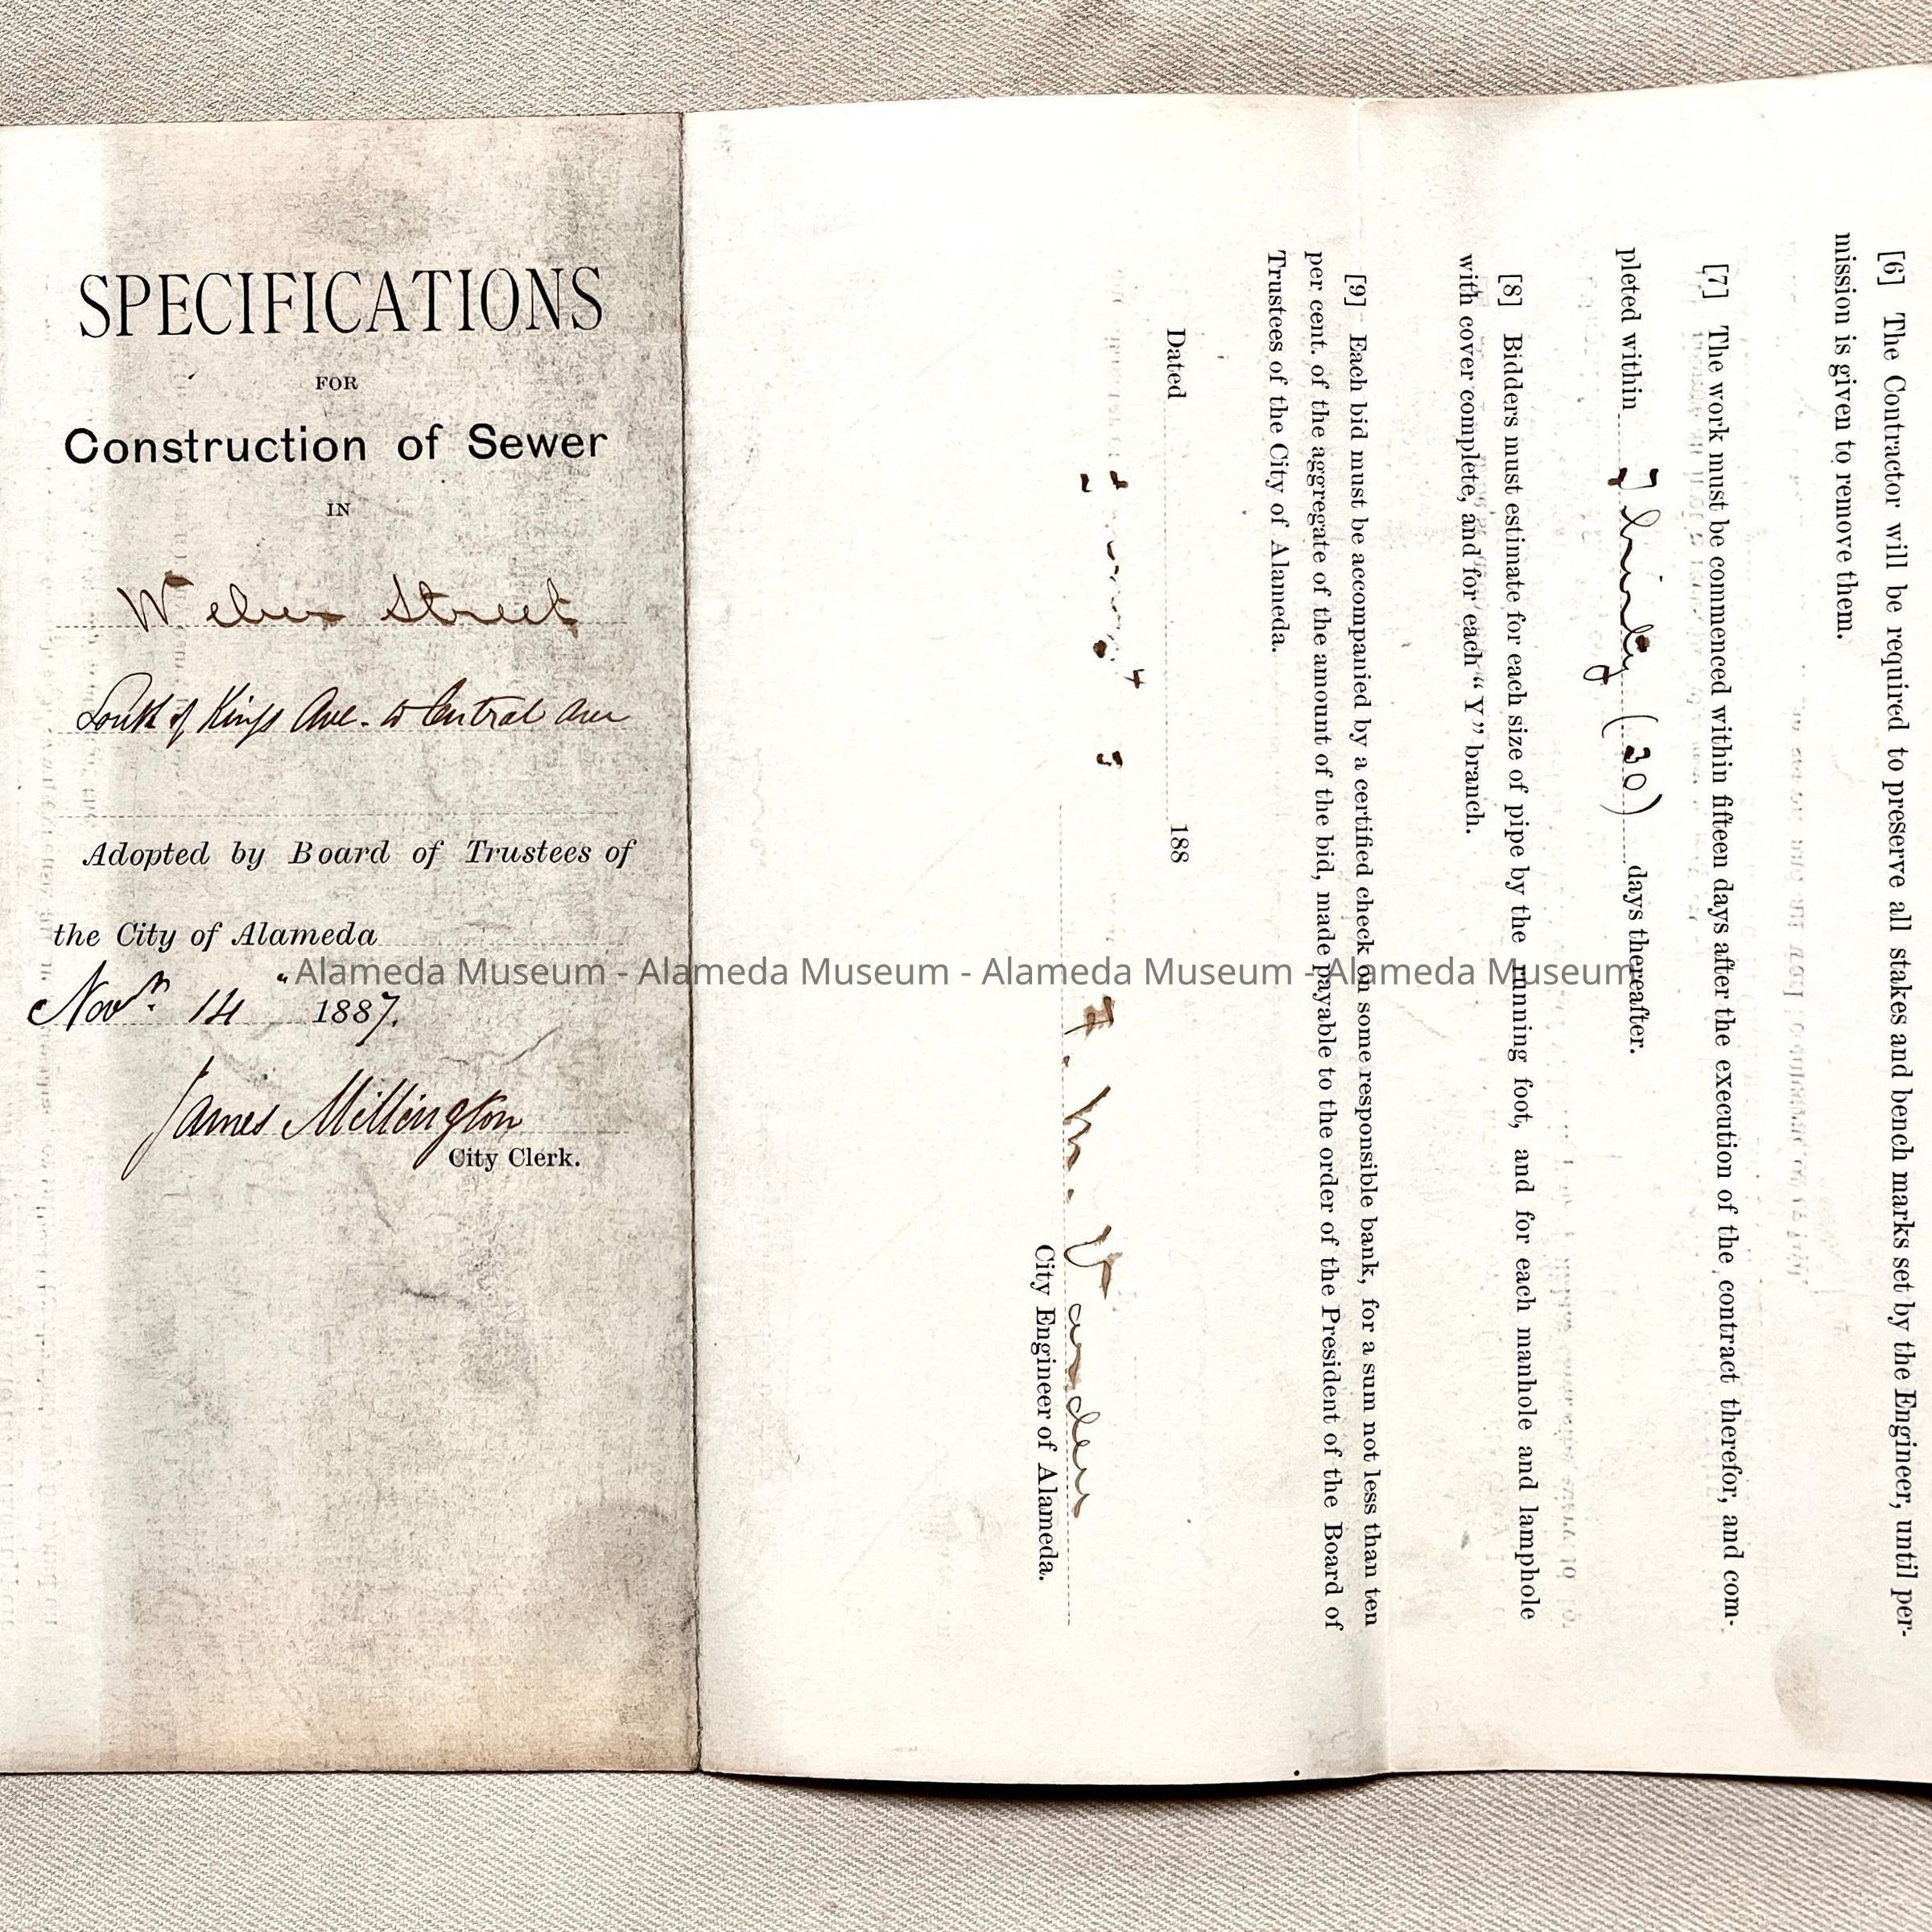 SPECIFICATIONS
FOR
Construction of Sewer
IN
Weber Street
South of Kings Ave. to Central Ave
Adopted by Board of Trustees of
the City of Alameda
Novr. 14 " 1887.
James Millington
City Clerk.
[6] The Contractor will be required to preserve all stakes and bench marks set by the Engineer, until per-
mission is given to remove them.
[7] The work must be commenced within fifteen days after the execution of the contract therefor, and com-
pleted within Thirty (30) days thereafter.
[8] Bidders must estimate for each size of pipe by the running foot, and for each manhole and lamphole
with cover complete, and for each "Y" branch.
[9] Each bid must be accompanied by a certified check on some responsible bank, for a sum not less than ten
per cent. of the aggregate of the amount of the bid, made payable to the order of the President of the Board of
Trustees of the City of Alameda.
Dated 188
City Engineer of Alameda.
Alameda Museum - Alameda Museum - Alameda Museum - Alameda Museum